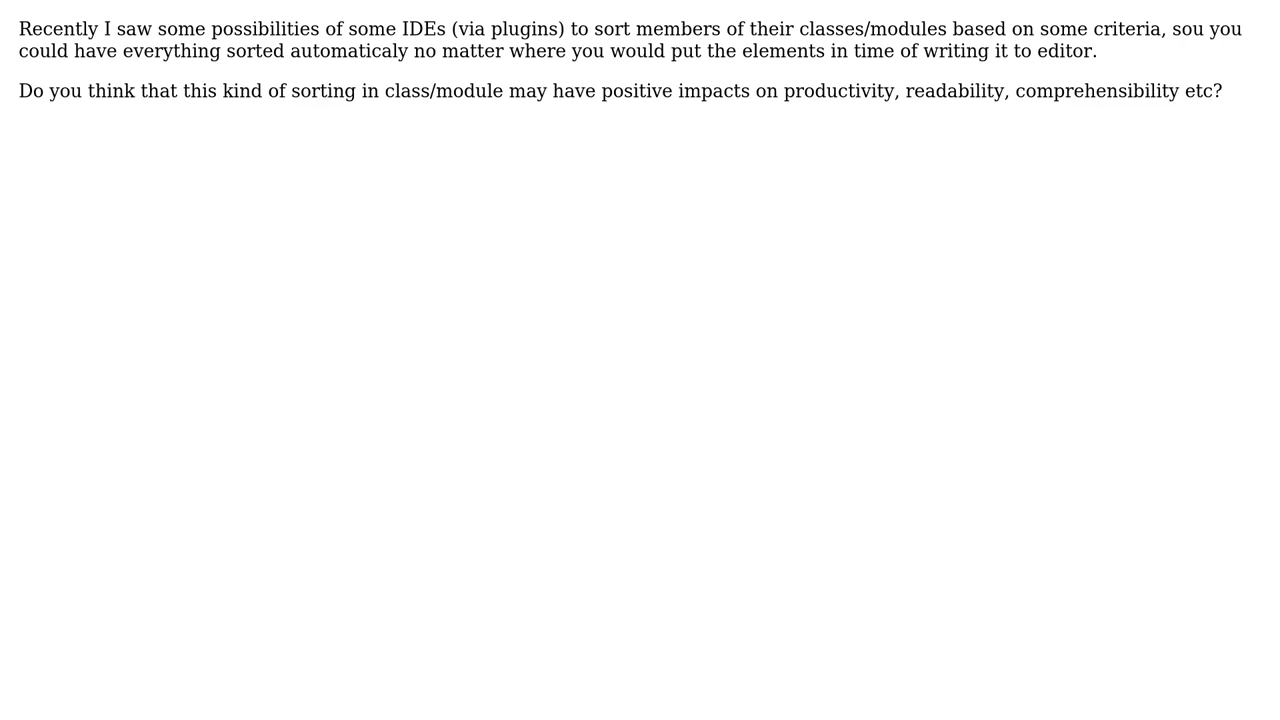 Recently I saw some possibilities of some IDEs (via plugins) to sort members of their classes/modules based on some criteria, sou you
could have everything sorted automaticaly no matter where you would put the elements in time of writing it to editor.
Do you think that this kind of sorting in class/module may have positive impacts on productivity, readability, comprehensibility etc?